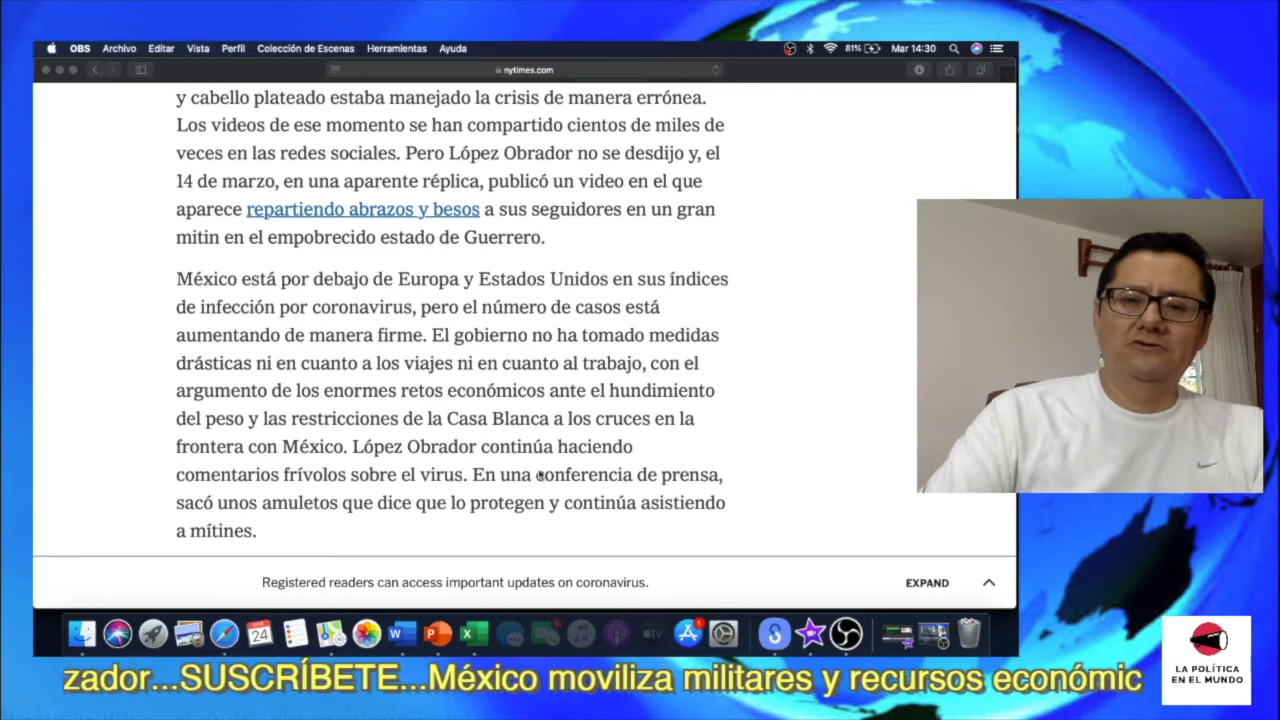 OBS Archivo Editar Vista Perfil Colección de Escenas Herramientas Ayuda 81% Mar 14:30
nytimes.com
y cabello plateado estaba manejado la crisis de manera errónea.
Los videos de ese momento se han compartido cientos de miles de
veces en las redes sociales. Pero López Obrador no se desdijo y, el
14 de marzo, en una aparente réplica, publicó un video en el que
aparece repartiendo abrazos y besos a sus seguidores en un gran
mitin en el empobrecido estado de Guerrero.
México está por debajo de Europa y Estados Unidos en sus índices
de infección por coronavirus, pero el número de casos está
aumentando de manera firme. El gobierno no ha tomado medidas
drásticas ni en cuanto a los viajes ni en cuanto al trabajo, con el
argumento de los enormes retos económicos ante el hundimiento
del peso y las restricciones de la Casa Blanca a los cruces en la
frontera con México. López Obrador continúa haciendo
comentarios frívolos sobre el virus. En una conferencia de prensa,
sacó unos amuletos que dice que lo protegen y continúa asistiendo
a mítines.
Registered readers can access important updates on coronavirus. EXPAND
24 W P X tv 1 S
zador...SUSCRÍBETE...México moviliza militares y recursos económic
LA POLÍTICA
EN EL MUNDO